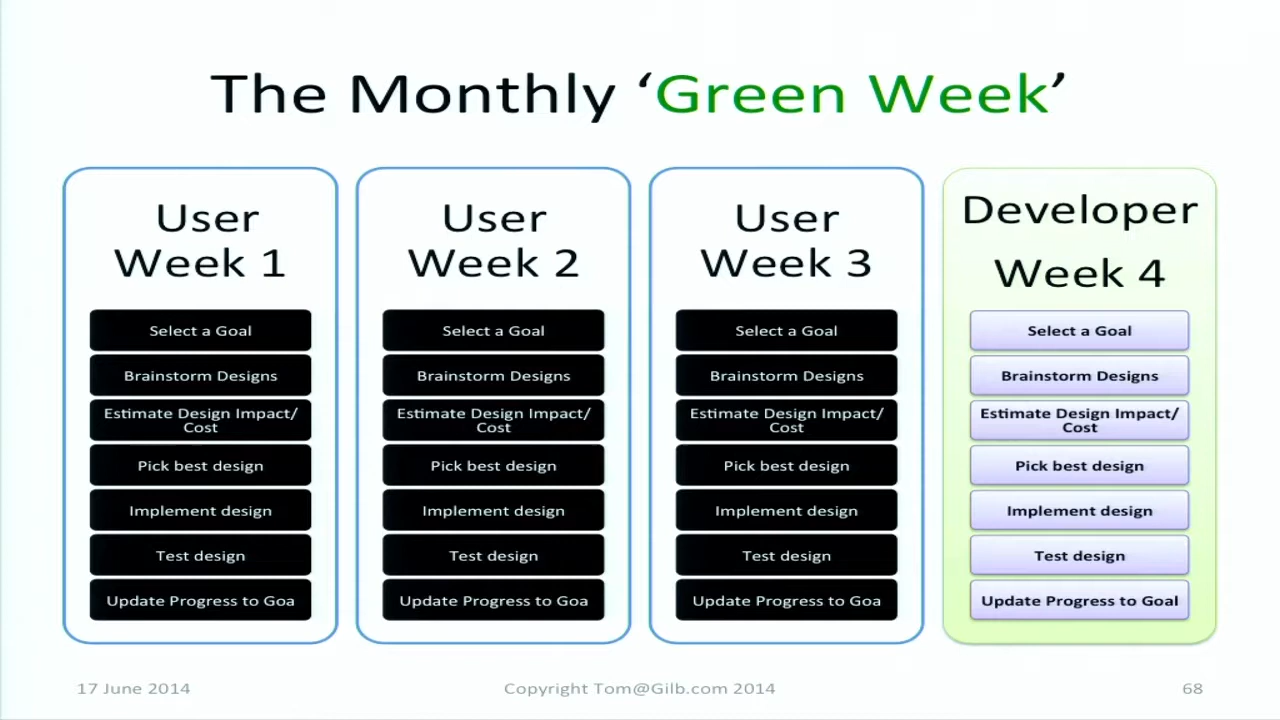 The Monthly ‘Green Week’
User
Week 1
Select a Goal
Brainstorm Designs
Estimate Design Impact/
Cost
Pick best design
Implement design
Test design
Update Progress to Goa
User
Week 2
Select a Goal
Brainstorm Designs
Estimate Design Impact/
Cost
Pick best design
Implement design
Test design
Update Progress to Goa
User
Week 3
Select a Goal
Brainstorm Designs
Estimate Design Impact/
Cost
Pick best design
Implement design
Test design
Update Progress to Goa
Developer
Week 4
Select a Goal
Brainstorm Designs
Estimate Design Impact/
Cost
Pick best design
Implement design
Test design
Update Progress to Goal
17 June 2014
Copyright Tom@Gilb.com 2014
68